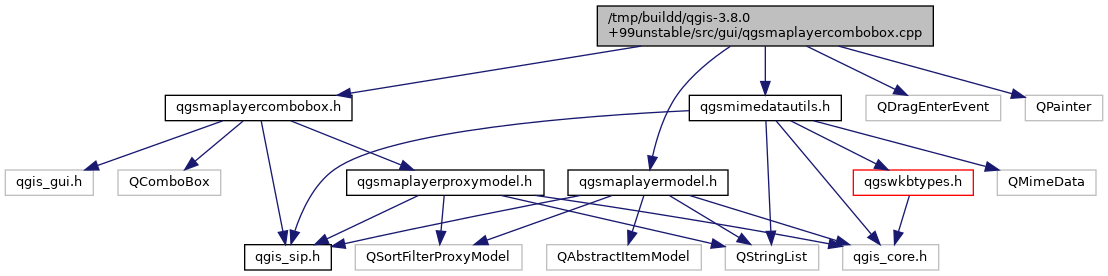 /tmp/buildd/qgis-3.8.0
+99unstable/src/gui/qgsmaplayercombobox.cpp
qgsmaplayercombobox.h
qgsmimedatautils.h
QDragEnterEvent
QPainter
qgis_gui.h
QComboBox
qgsmaplayerproxymodel.h
qgsmaplayermodel.h
qgswkbtypes.h
QMimeData
qgis_sip.h
QSortFilterProxyModel
QAbstractItemModel
QStringList
qgis_core.h